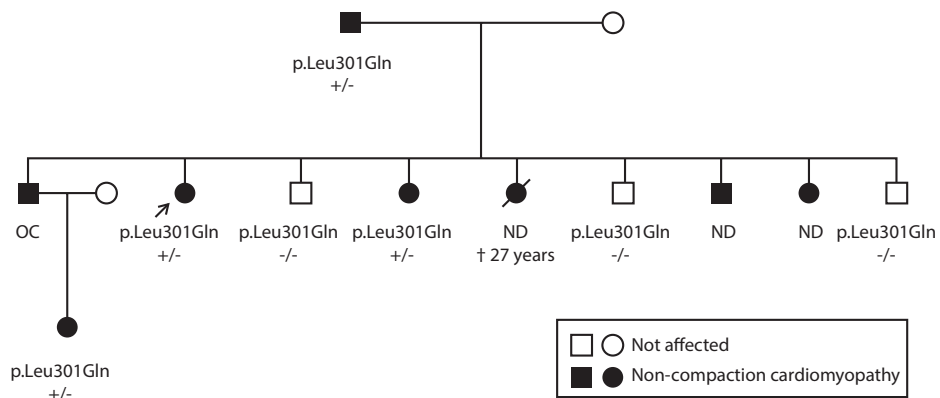 p.Leu301Gln
+/-
OC
p.Leu301Gln
+/-
p.Leu301Gln
-/-
p.Leu301Gln
+/-
ND
† 27 years
p.Leu301Gln
-/-
ND
ND
p.Leu301Gln
-/-
p.Leu301Gln
+/-
Not affected
Non-compaction cardiomyopathy